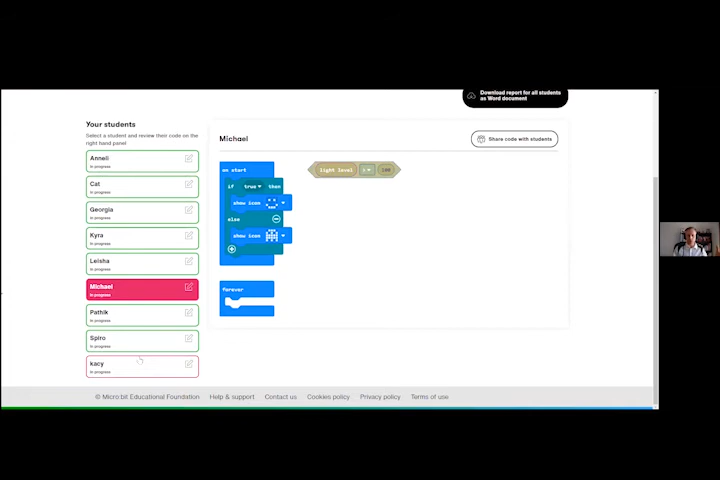 Download report for all students
as Word document
Your students
Select a student and review their code on the
right hand panel
Anneli
In progress
Cat
In progress
Georgia
In progress
Kyra
In progress
Leisha
In progress
Michael
In progress
Pathik
In progress
Spiro
In progress
kacy
In progress
Michael
Share code with students
on start
if true then
show icon
else
show icon
forever
light level > 100
© Micro:bit Educational Foundation Help & support Contact us Cookies policy Privacy policy Terms of use